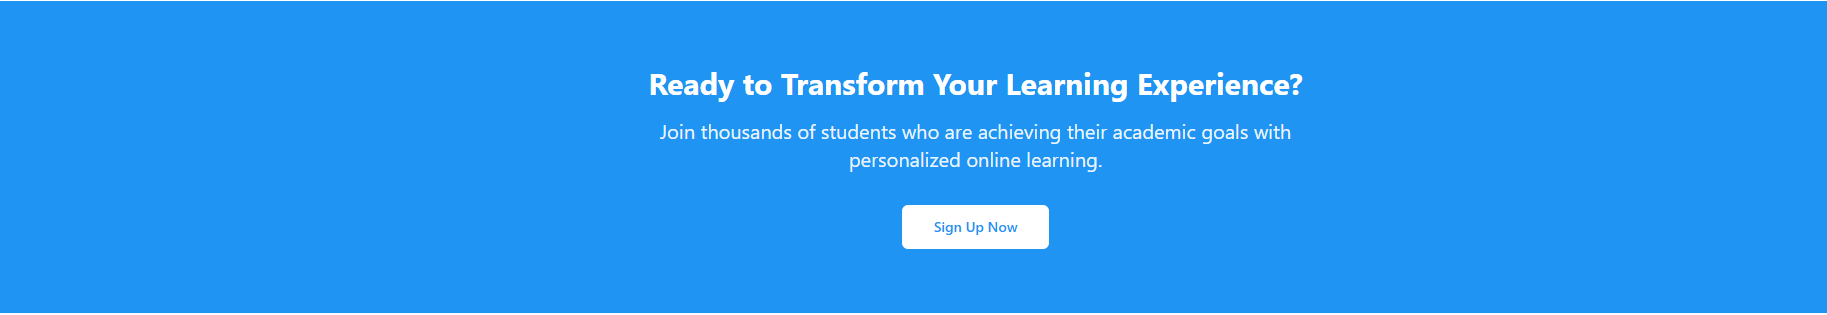 Ready to Transform Your Learning Experience?
Join thousands of students who are achieving their academic goals with
personalized online learning.
Sign Up Now